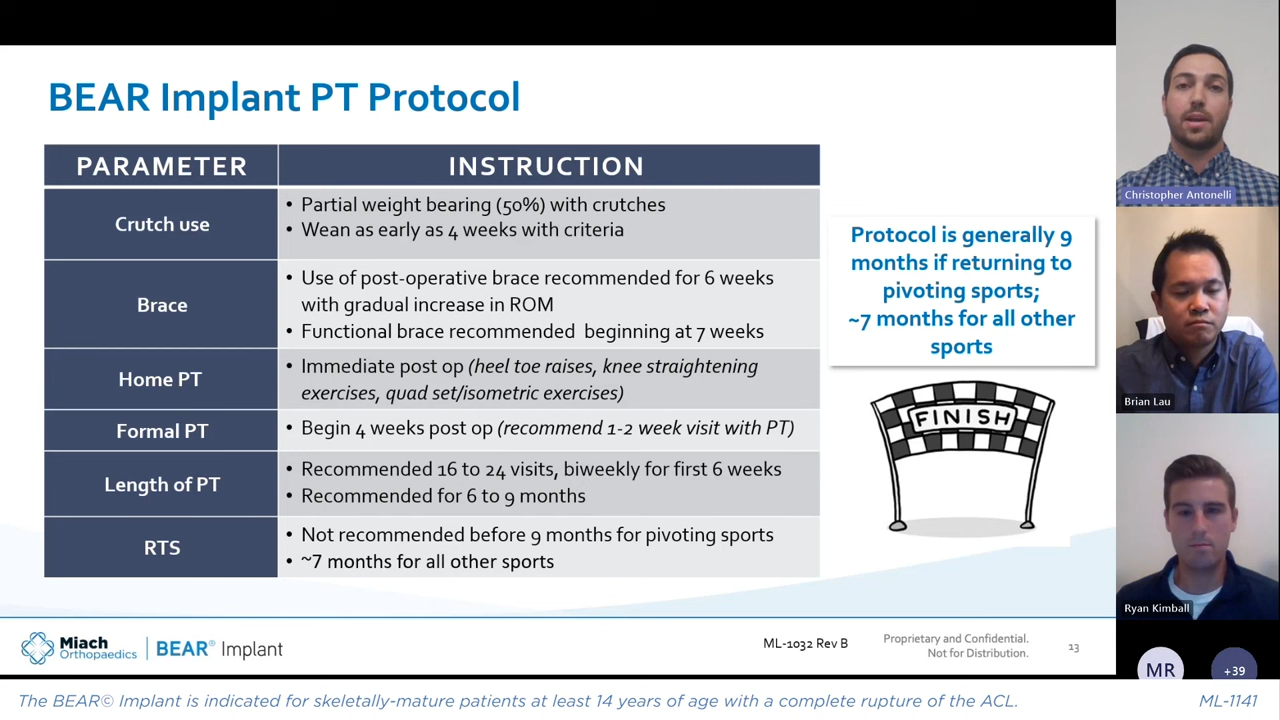 BEAR Implant PT Protocol
PARAMETER
INSTRUCTION
Crutch use
• Partial weight bearing (50%) with crutches
• Wean as early as 4 weeks with criteria
Brace
• Use of post-operative brace recommended for 6 weeks
with gradual increase in ROM
• Functional brace recommended beginning at 7 weeks
Home PT
• Immediate post op (heel toe raises, knee straightening
exercises, quad set/isometric exercises)
Formal PT
• Begin 4 weeks post op (recommend 1-2 week visit with PT)
Length of PT
• Recommended 16 to 24 visits, biweekly for first 6 weeks
• Recommended for 6 to 9 months
RTS
• Not recommended before 9 months for pivoting sports
• ~7 months for all other sports
Protocol is generally 9
months if returning to
pivoting sports;
~7 months for all other
sports
FINISH
Miach
Orthopaedics
BEAR® Implant
ML-1032 Rev B
Proprietary and Confidential.
Not for Distribution.
13
Christopher Antonelli
Brian Lau
Ryan Kimball
MR
+39
The BEAR© Implant is indicated for skeletally-mature patients at least 14 years of age with a complete rupture of the ACL.
ML-1141